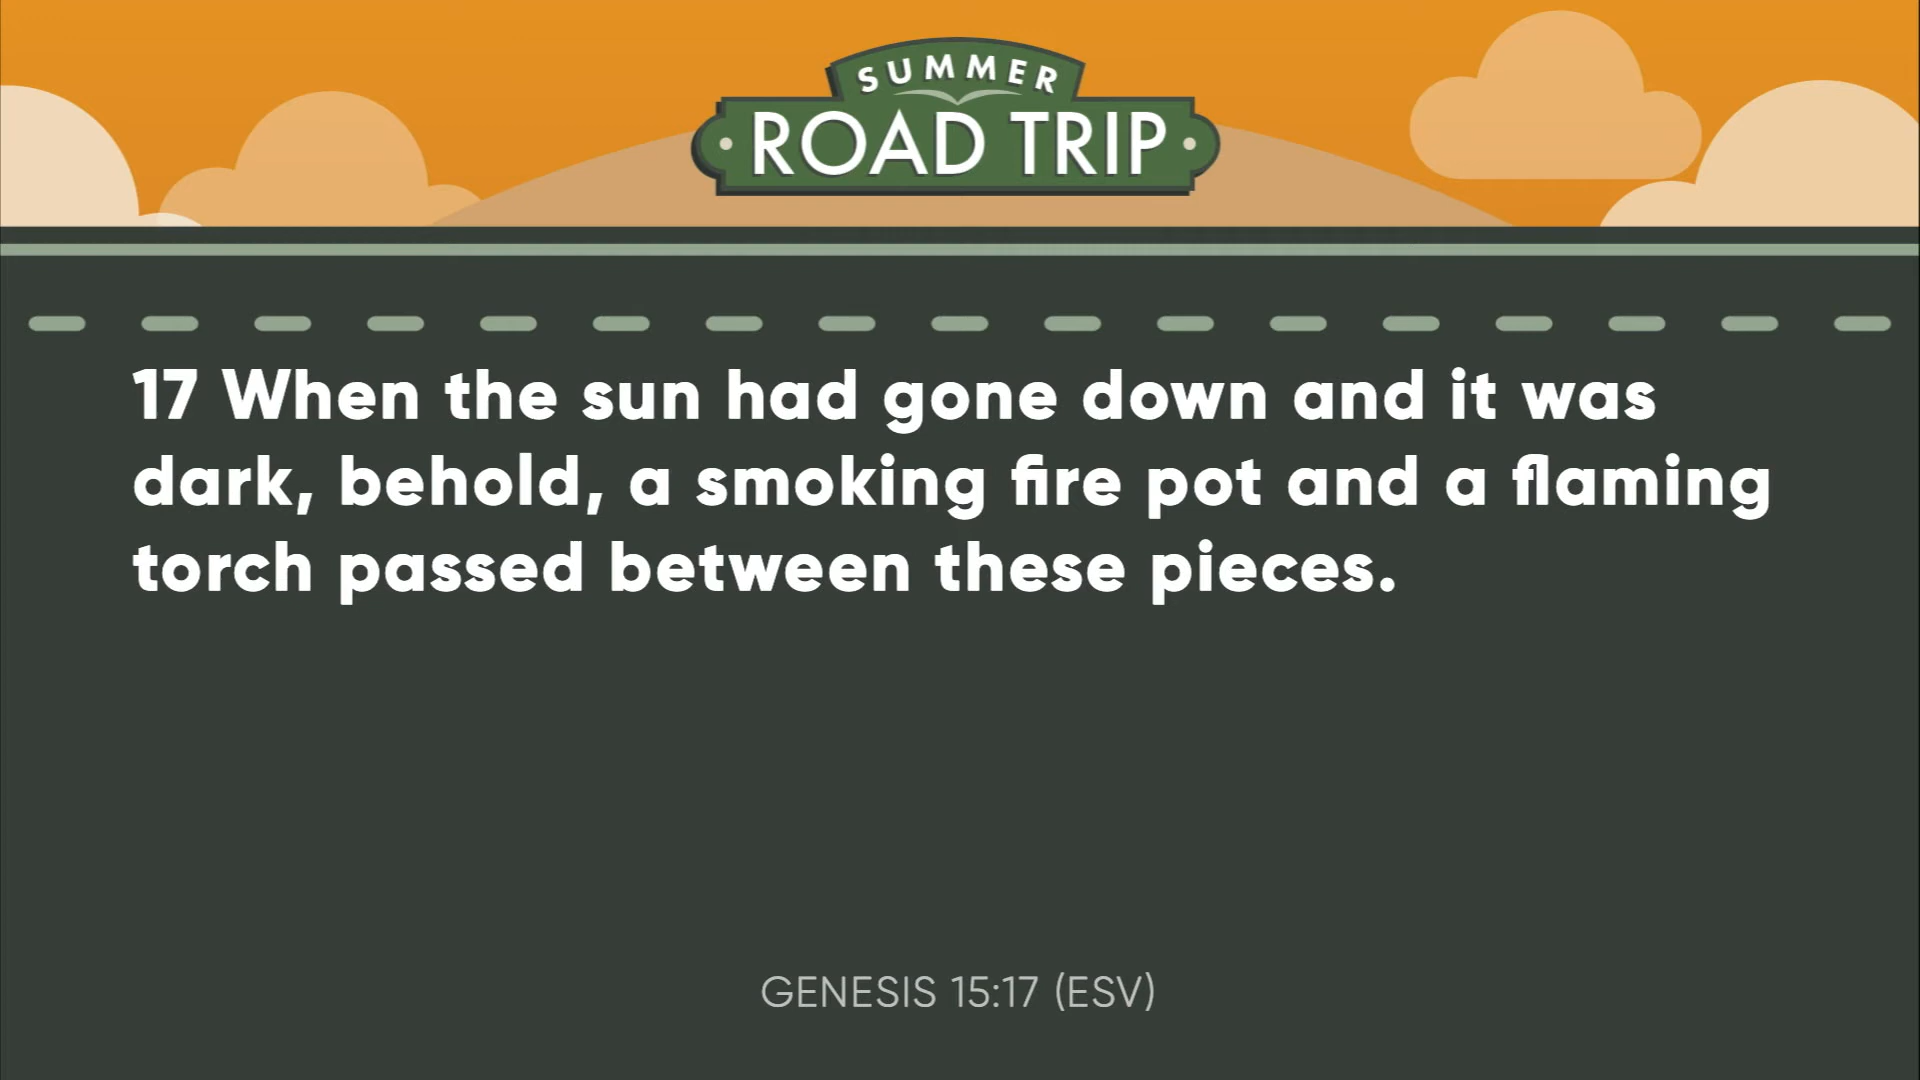 SUMMER
ROAD TRIP
17 When the sun had gone down and it was
dark, behold, a smoking fire pot and a flaming
torch passed between these pieces.
GENESIS 15:17 (ESV)